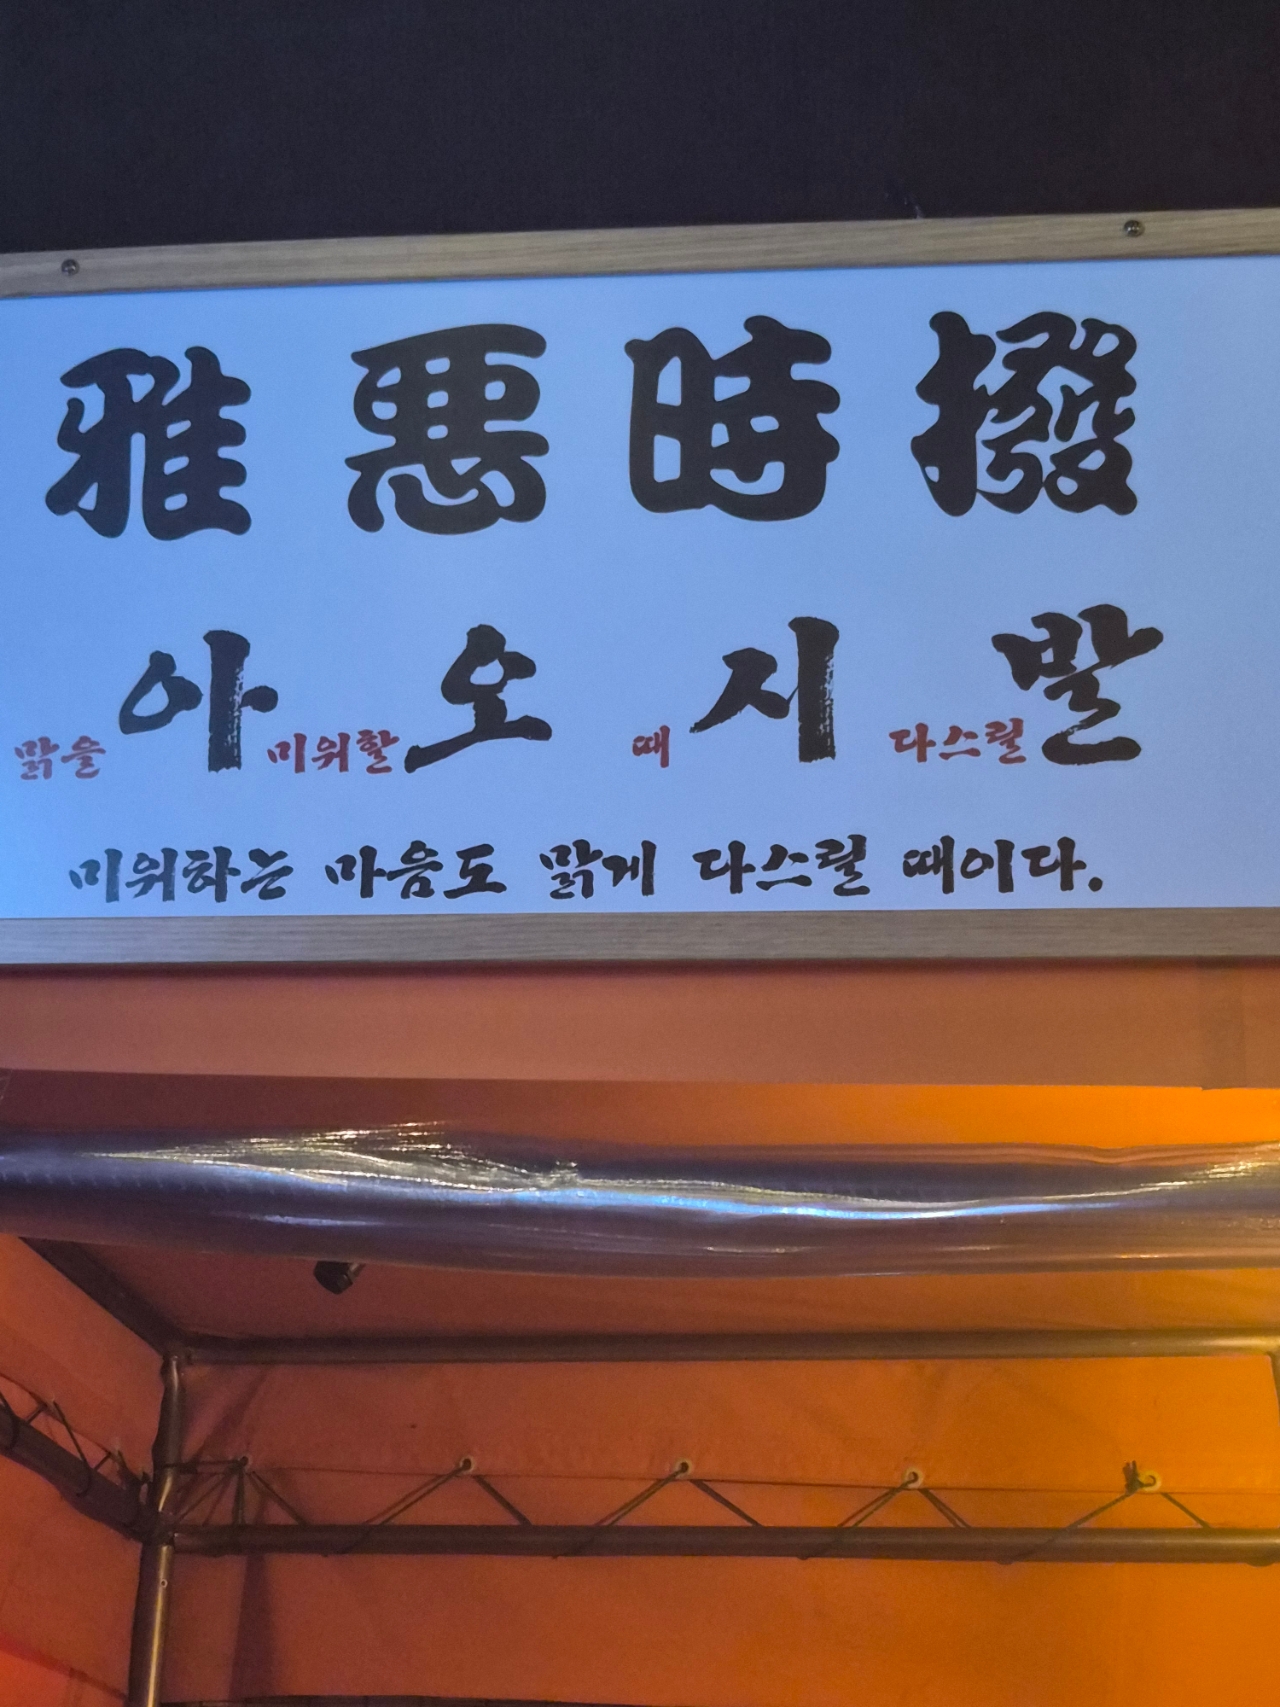 雅 悪 時 撥
맑을 아 미워할 오 때 시 다스릴 발
미워하는 마음도 맑게 다스릴 때이다.